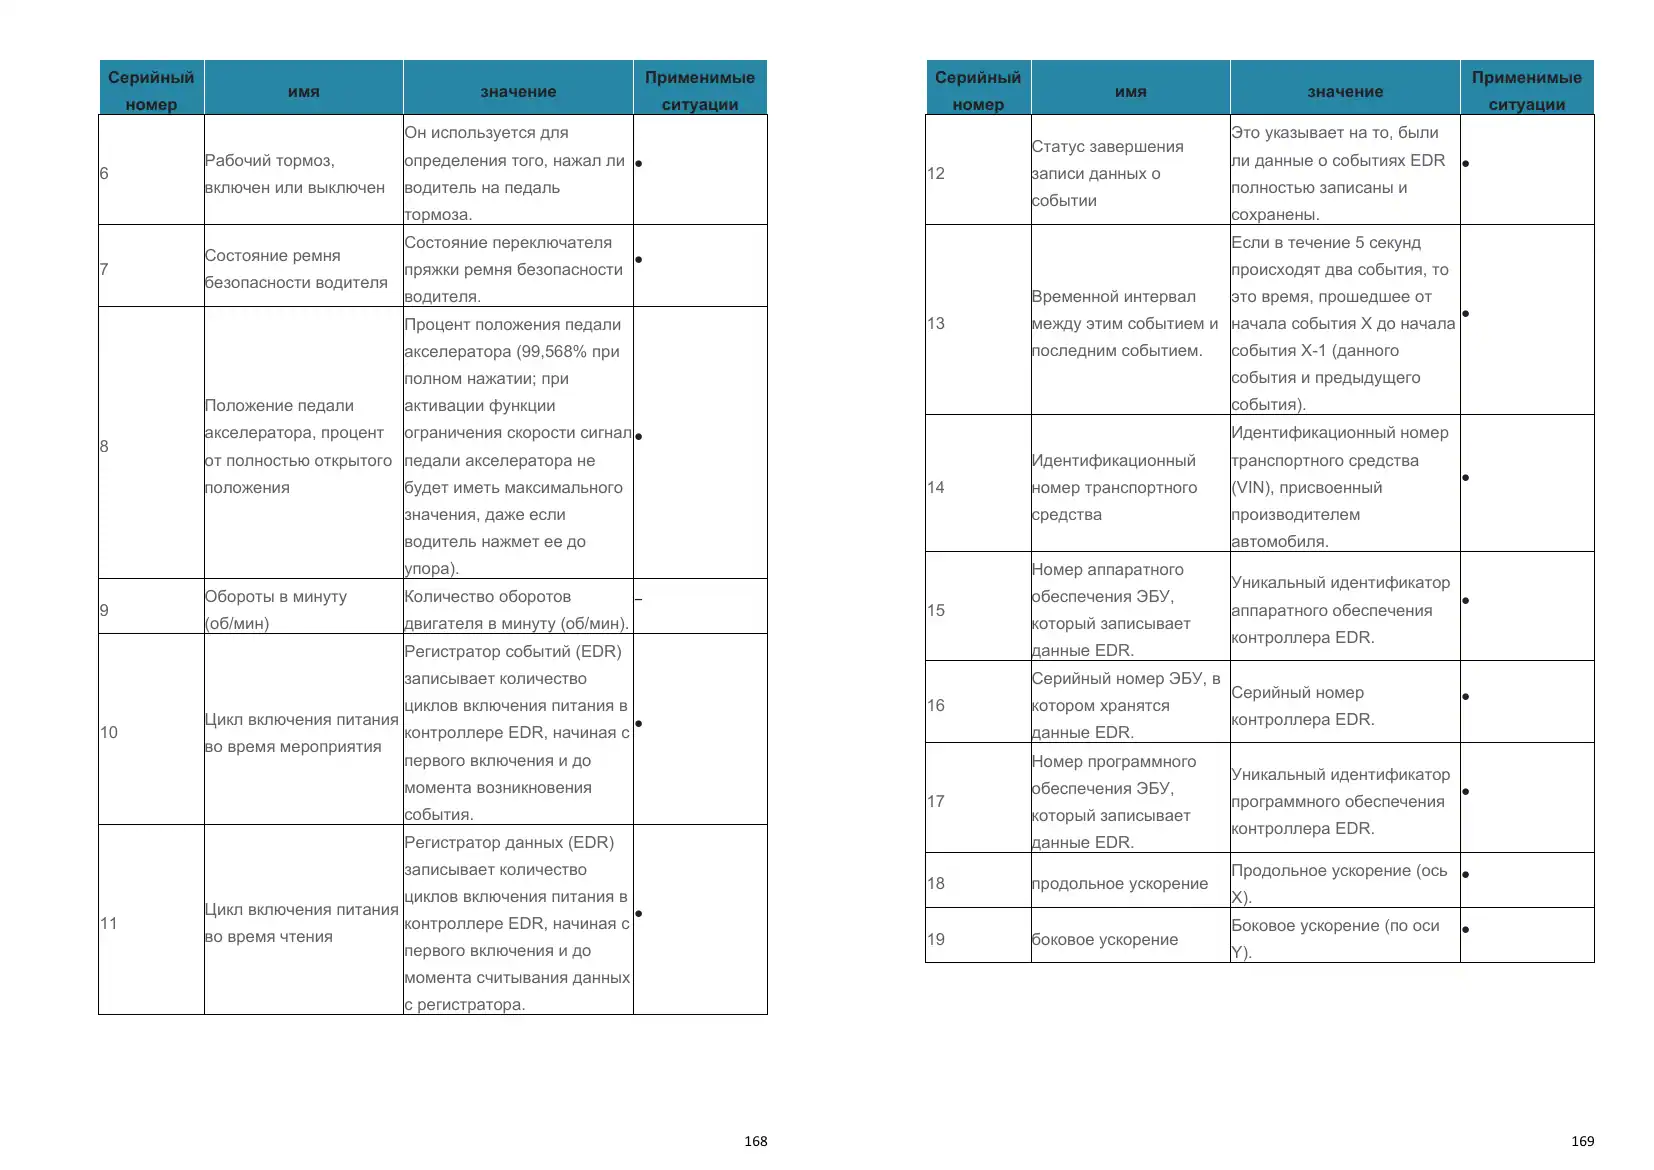 Серийный
номер
имя
значение
Применимые
ситуации
6
Рабочий тормоз,
включен или выключен
Он используется для
определения того, нажал ли
водитель на педаль
тормоза.
●
7
Состояние ремня
безопасности водителя
Состояние переключателя
пряжки ремня безопасности
водителя.
●
8
Положение педали
акселератора, процент
от полностью открытого
положения
Процент положения педали
акселератора (99,568% при
полном нажатии; при
активации функции
ограничения скорости сигнал
педали акселератора не
будет иметь максимального
значения, даже если
водитель нажмет ее до
упора).
●
9
Обороты в минуту
(об/мин)
Количество оборотов
двигателя в минуту (об/мин).
–
10
Цикл включения питания
во время мероприятия
Регистратор событий (EDR)
записывает количество
циклов включения питания в
контроллере EDR, начиная с
первого включения и до
момента возникновения
события.
●
11
Цикл включения питания
во время чтения
Регистратор данных (EDR)
записывает количество
циклов включения питания в
контроллере EDR, начиная с
первого включения и до
момента считывания данных
с регистратора.
●
168
Серийный
номер
имя
значение
Применимые
ситуации
12
Статус завершения
записи данных о
событии
Это указывает на то, были
ли данные о событиях EDR
полностью записаны и
сохранены.
●
13
Временной интервал
между этим событием и
последним событием.
Если в течение 5 секунд
происходят два события, то
это время, прошедшее от
начала события X до начала
события X-1 (данного
события и предыдущего
события).
●
14
Идентификационный
номер транспортного
средства
Идентификационный номер
транспортного средства
(VIN), присвоенный
производителем
автомобиля.
●
15
Номер аппаратного
обеспечения ЭБУ,
который записывает
данные EDR.
Уникальный идентификатор
аппаратного обеспечения
контроллера EDR.
●
16
Серийный номер ЭБУ, в
котором хранятся
данные EDR.
Серийный номер
контроллера EDR.
●
17
Номер программного
обеспечения ЭБУ,
который записывает
данные EDR.
Уникальный идентификатор
программного обеспечения
контроллера EDR.
●
18
продольное ускорение
Продольное ускорение (ось
X).
●
19
боковое ускорение
Боковое ускорение (по оси
Y).
●
169